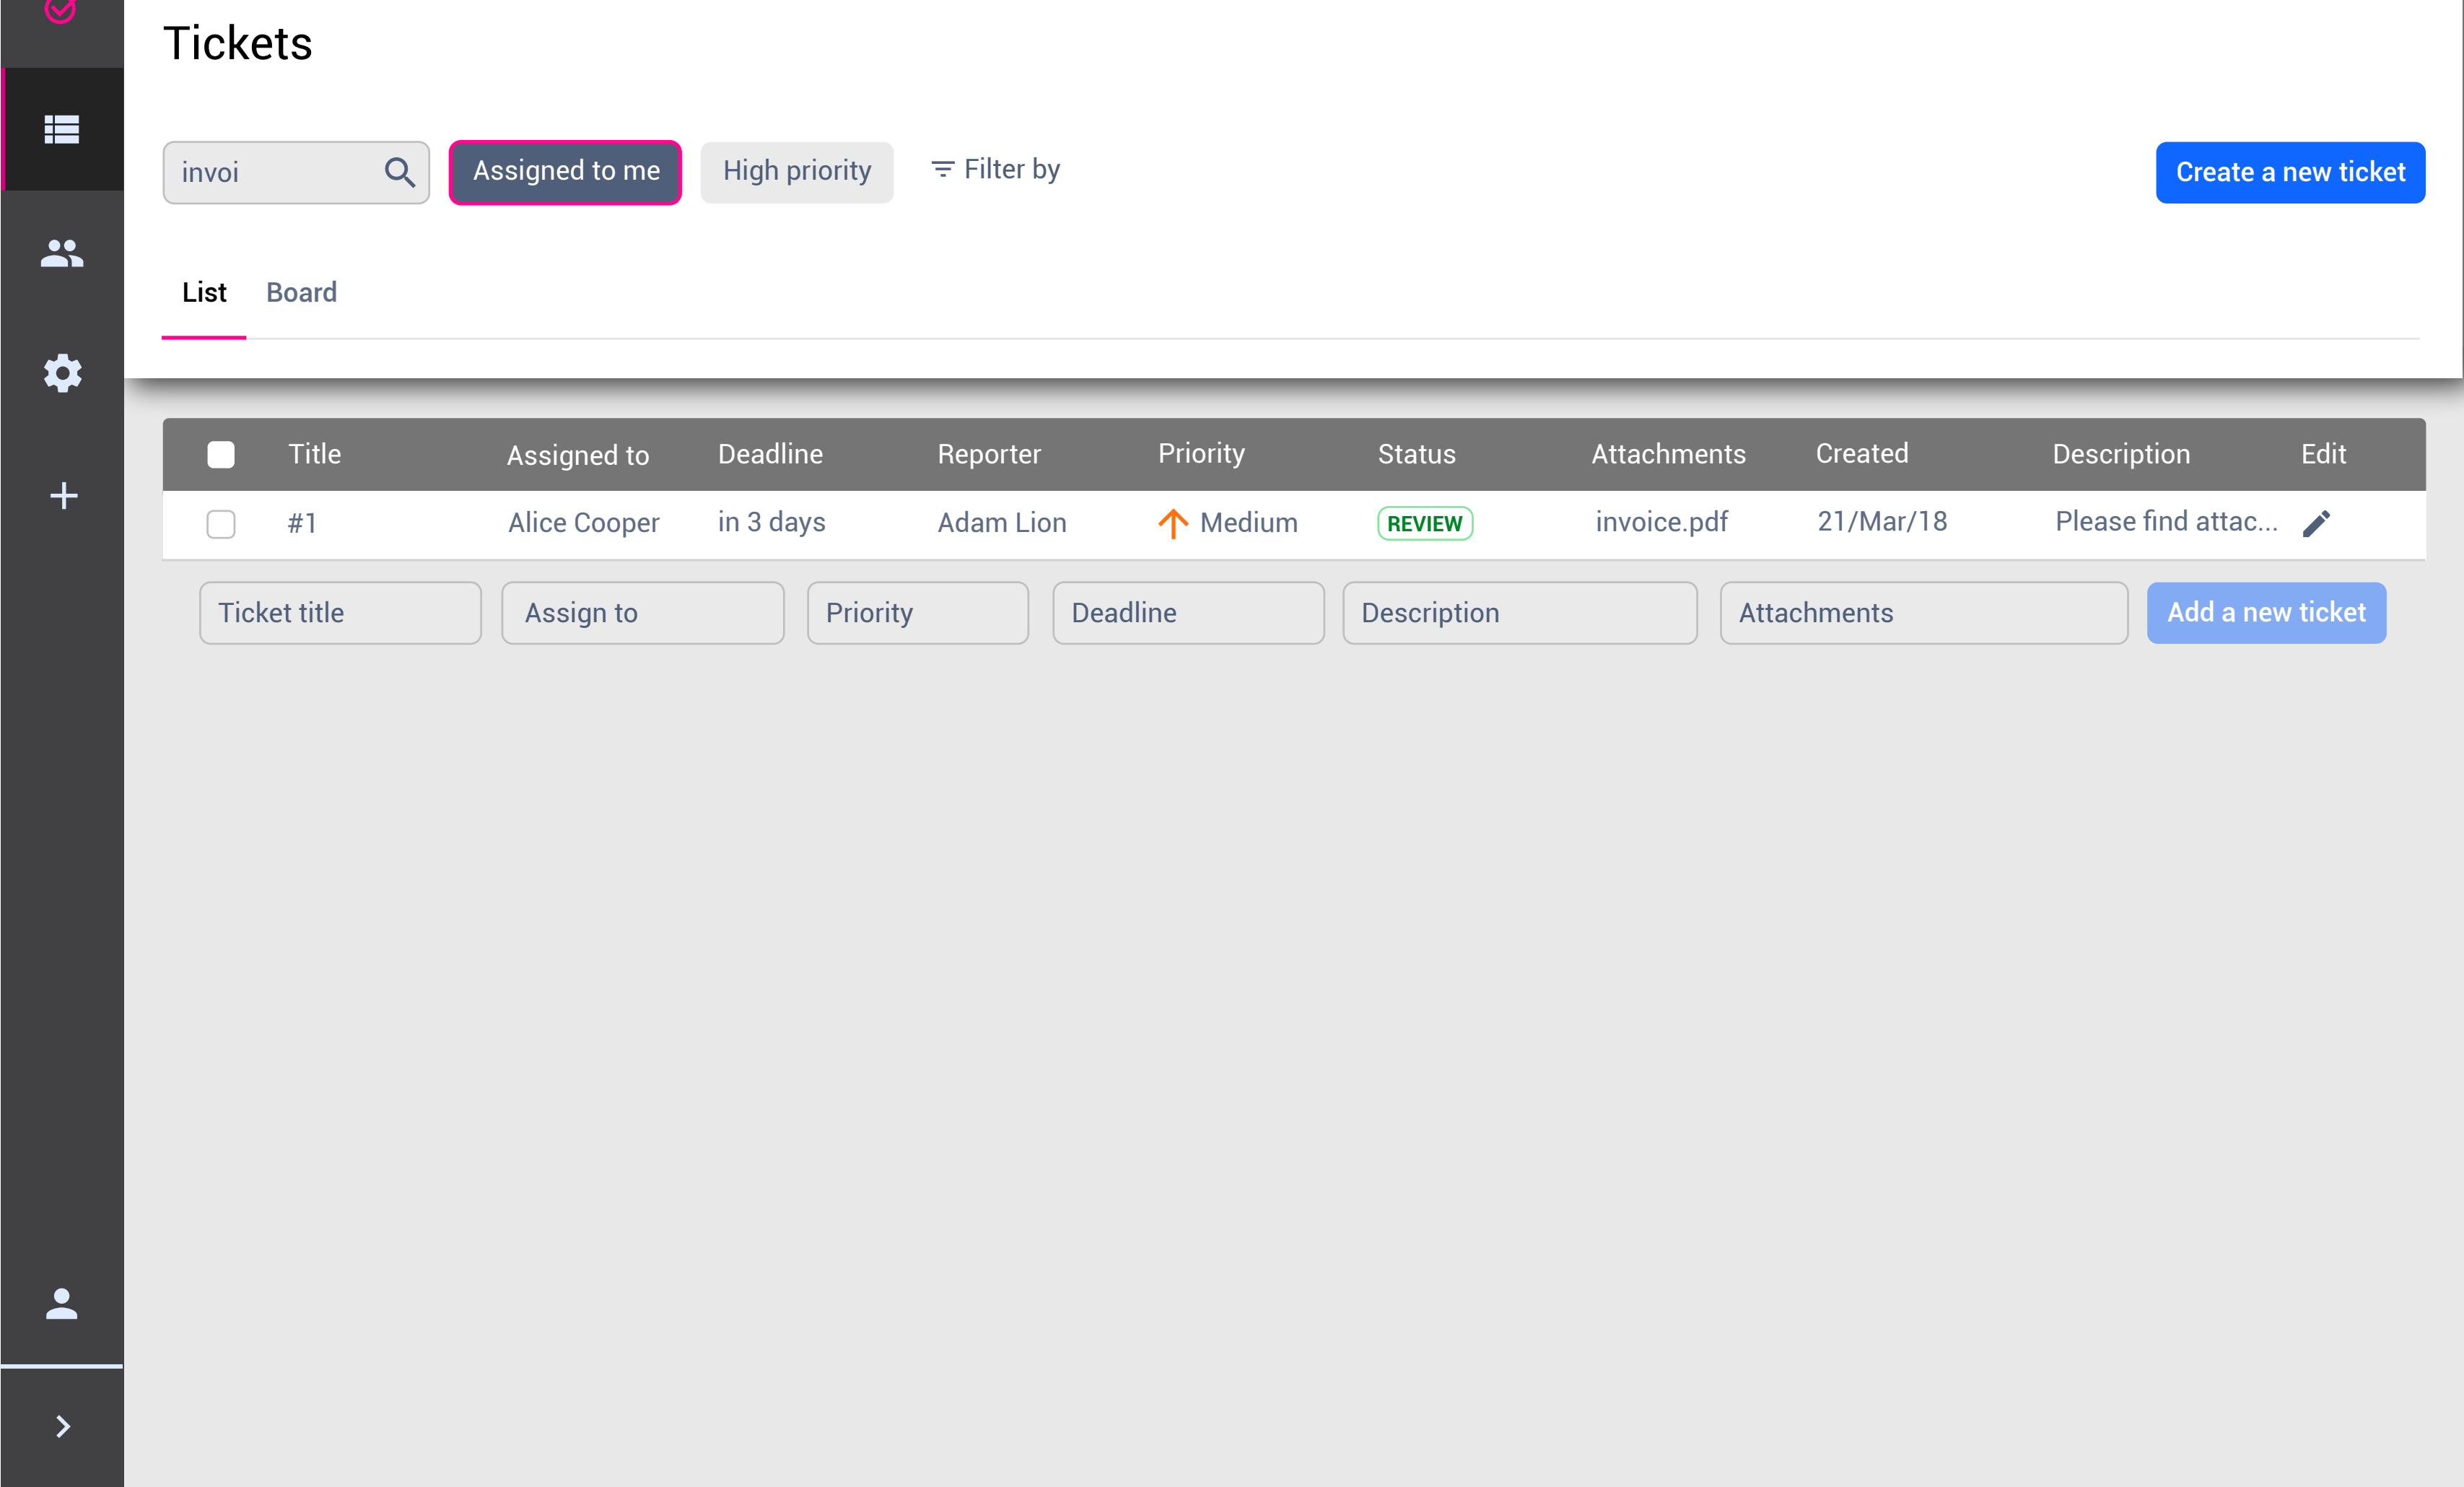 Tickets
invoi
Assigned to me
High priority
Filter by
Create a new ticket
List
Board
Title Assigned to Deadline Reporter Priority Status Attachments Created Description Edit
#1 Alice Cooper in 3 days Adam Lion Medium REVIEW invoice.pdf 21/Mar/18 Please find attac...
Ticket title Assign to Priority Deadline Description Attachments Add a new ticket